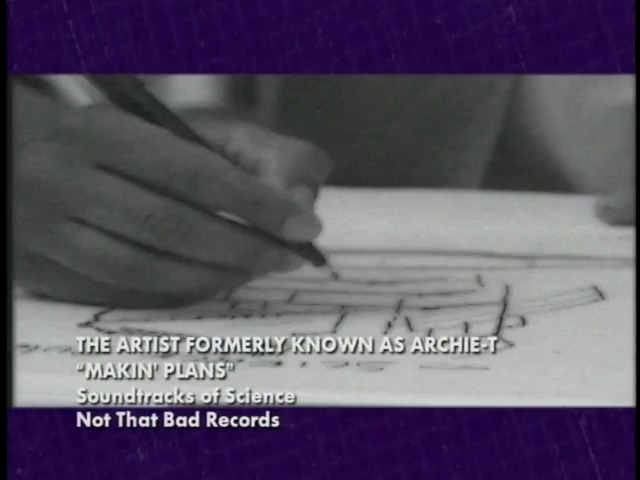 THE ARTIST FORMERLY KNOWN AS ARCHIE-T
"MAKIN' PLANS"
Soundtracks of Science
Not That Bad Records